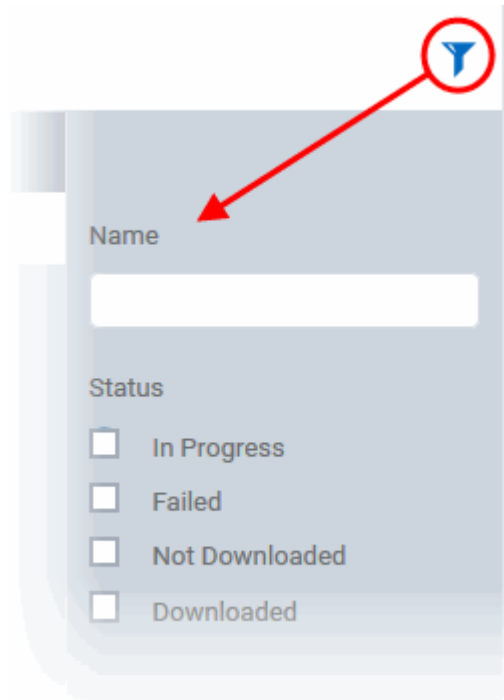 Name
Status
In Progress
Failed
Not Downloaded
Downloaded